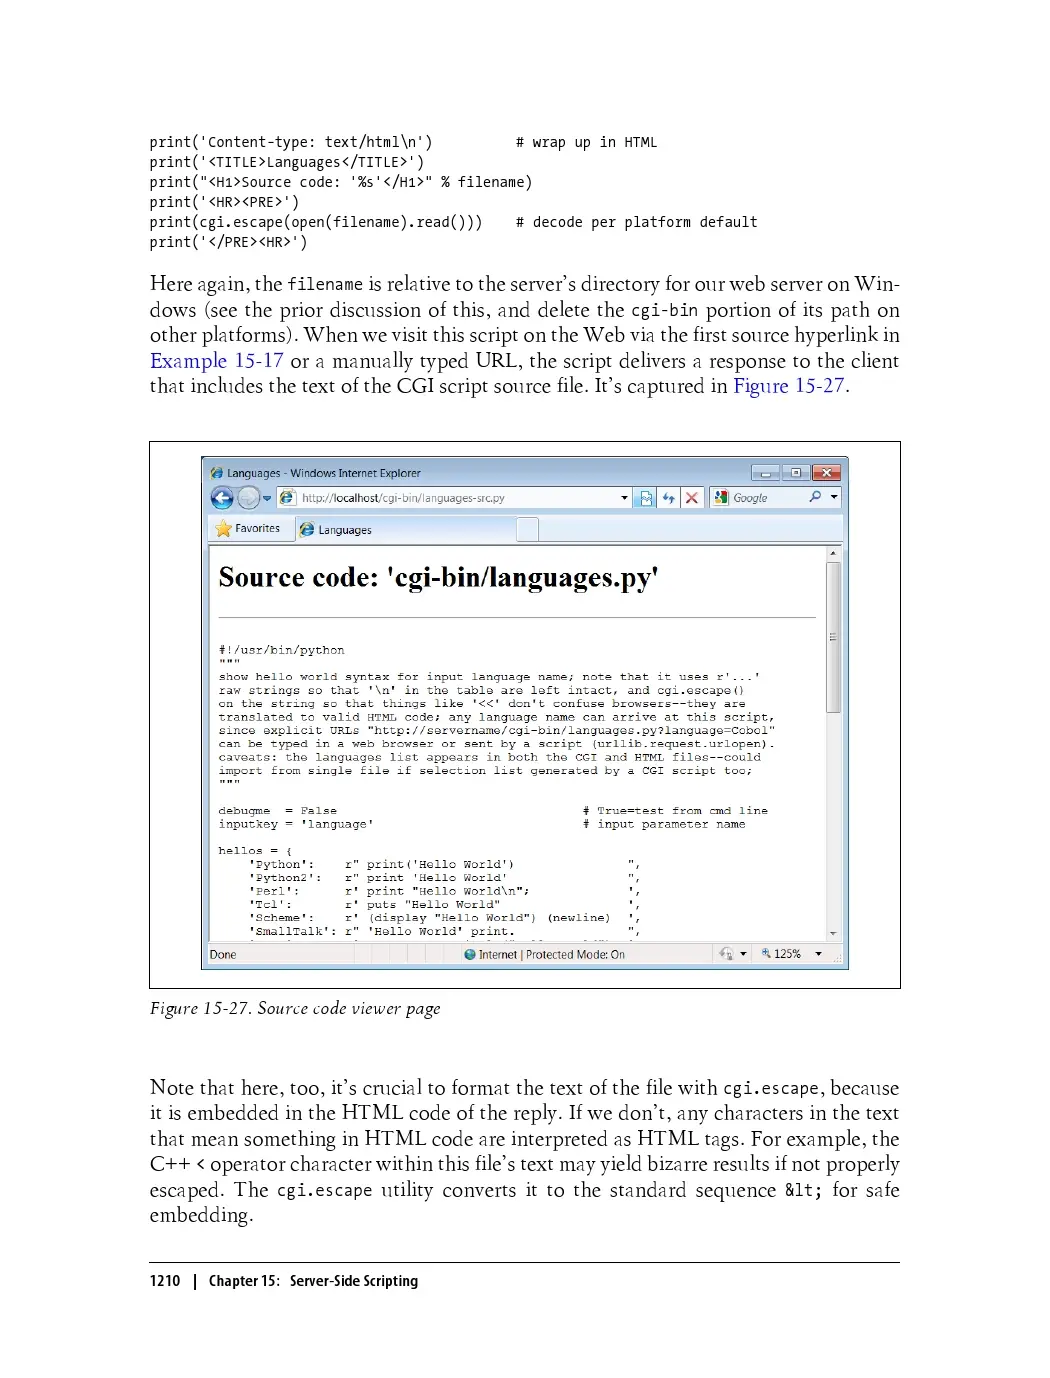 print('Content-type: text/html\n')          # wrap up in HTML
print('<TITLE>Languages</TITLE>')
print("<H1>Source code: '%s'</H1>" % filename)
print('<HR><PRE>')
print(cgi.escape(open(filename).read()))    # decode per platform default
print('</PRE><HR>')
Here again, the filename is relative to the server's directory for our web server on Win-
dows (see the prior discussion of this, and delete the cgi-bin portion of its path on
other platforms). When we visit this script on the Web via the first source hyperlink in
Example 15-17 or a manually typed URL, the script delivers a response to the client
that includes the text of the CGI script source file. It's captured in Figure 15-27.
Languages - Windows Internet Explorer
http://localhost/cgi-bin/languages-src.py
Google
Favorites
Languages
Source code: 'cgi-bin/languages.py'
#!/usr/bin/python
"""
show hello world syntax for input language name; note that it uses r'...'
raw strings so that '\n' in the table are left intact, and cgi.escape()
on the string so that things like '<<' don't confuse browsers--they are
translated to valid HTML code; any language name can arrive at this script,
since explicit URLs "http://servername/cgi-bin/languages.py?language=Cobol"
can be typed in a web browser or sent by a script (urllib.request.urlopen).
caveats: the languages list appears in both the CGI and HTML files--could
import from single file if selection list generated by a CGI script too;
"""
debugme  = False                                # True=test from cmd line
inputkey = 'language'                           # input parameter name
hellos = {
    'Python':    r" print('Hello World')               ",
    'Python2':   r" print 'Hello World'                ",
    'Perl':      r' print "Hello World\n";             ',
    'Tcl':       r' puts "Hello World"                 ',
    'Scheme':    r' (display "Hello World") (newline)  ',
    'SmallTalk': r" 'Hello World' print.               ",
Done
Internet | Protected Mode: On
125%
Figure 15-27. Source code viewer page
Note that here, too, it's crucial to format the text of the file with cgi.escape, because
it is embedded in the HTML code of the reply. If we don't, any characters in the text
that mean something in HTML code are interpreted as HTML tags. For example, the
C++ < operator character within this file's text may yield bizarre results if not properly
escaped. The cgi.escape utility converts it to the standard sequence &lt; for safe
embedding.
1210 | Chapter 15: Server-Side Scripting